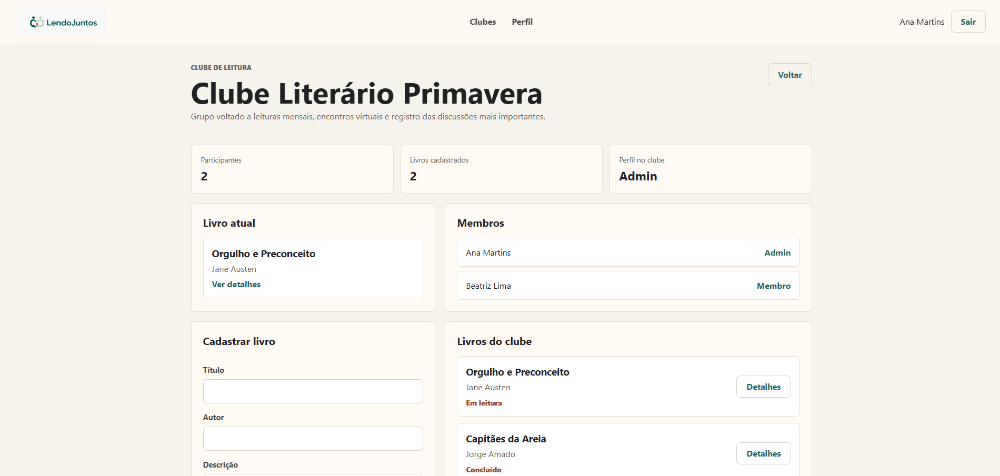 LendoJuntos
Clubes
Perfil
Ana Martins
Sair
CLUBE DE LEITURA
Clube Literário Primavera
Grupo voltado a leituras mensais, encontros virtuais e registro das discussões mais importantes.
Voltar
Participantes
2
Livros cadastrados
2
Perfil no clube
Admin
Livro atual
Orgulho e Preconceito
Jane Austen
Ver detalhes
Membros
Ana Martins
Admin
Beatriz Lima
Membro
Cadastrar livro
Título
Autor
Descrição
Livros do clube
Orgulho e Preconceito
Jane Austen
Em leitura
Detalhes
Capitães da Areia
Jorge Amado
Concluído
Detalhes